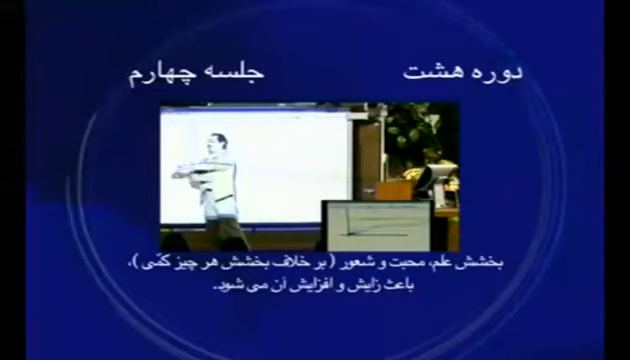 دوره هشت
جلسه چهارم
بخشش علم، محبت و شعور (بر خلاف بخشش هر چیز کمّی)،
باعث زایش و افزایش آن می شود.